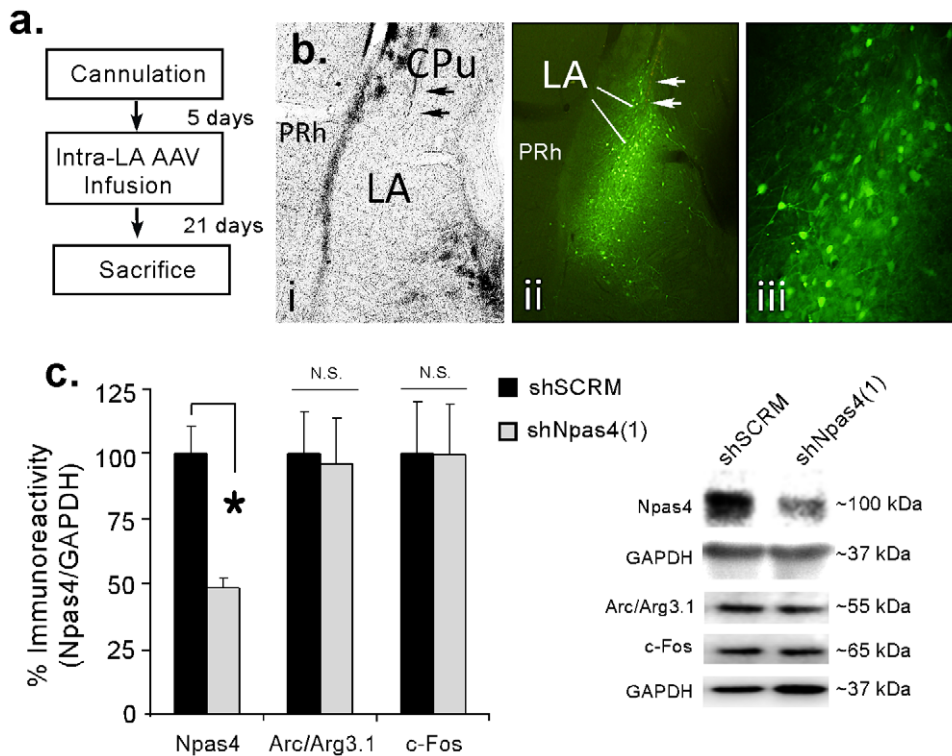 a.
Cannulation
5 days
Intra-LA AAV
Infusion
21 days
Sacrifice
b.
CPu
PRh
LA
i
LA
PRh
ii
iii
c.
% Immunoreactivity
(Npas4/GAPDH)
125
100
75
50
25
0
*
N.S.
N.S.
Npas4
Arc/Arg3.1
c-Fos
shSCRM
shNpas4(1)
shSCRM
shNpas4(1)
Npas4
~100 kDa
GAPDH
~37 kDa
Arc/Arg3.1
~55 kDa
c-Fos
~65 kDa
GAPDH
~37 kDa